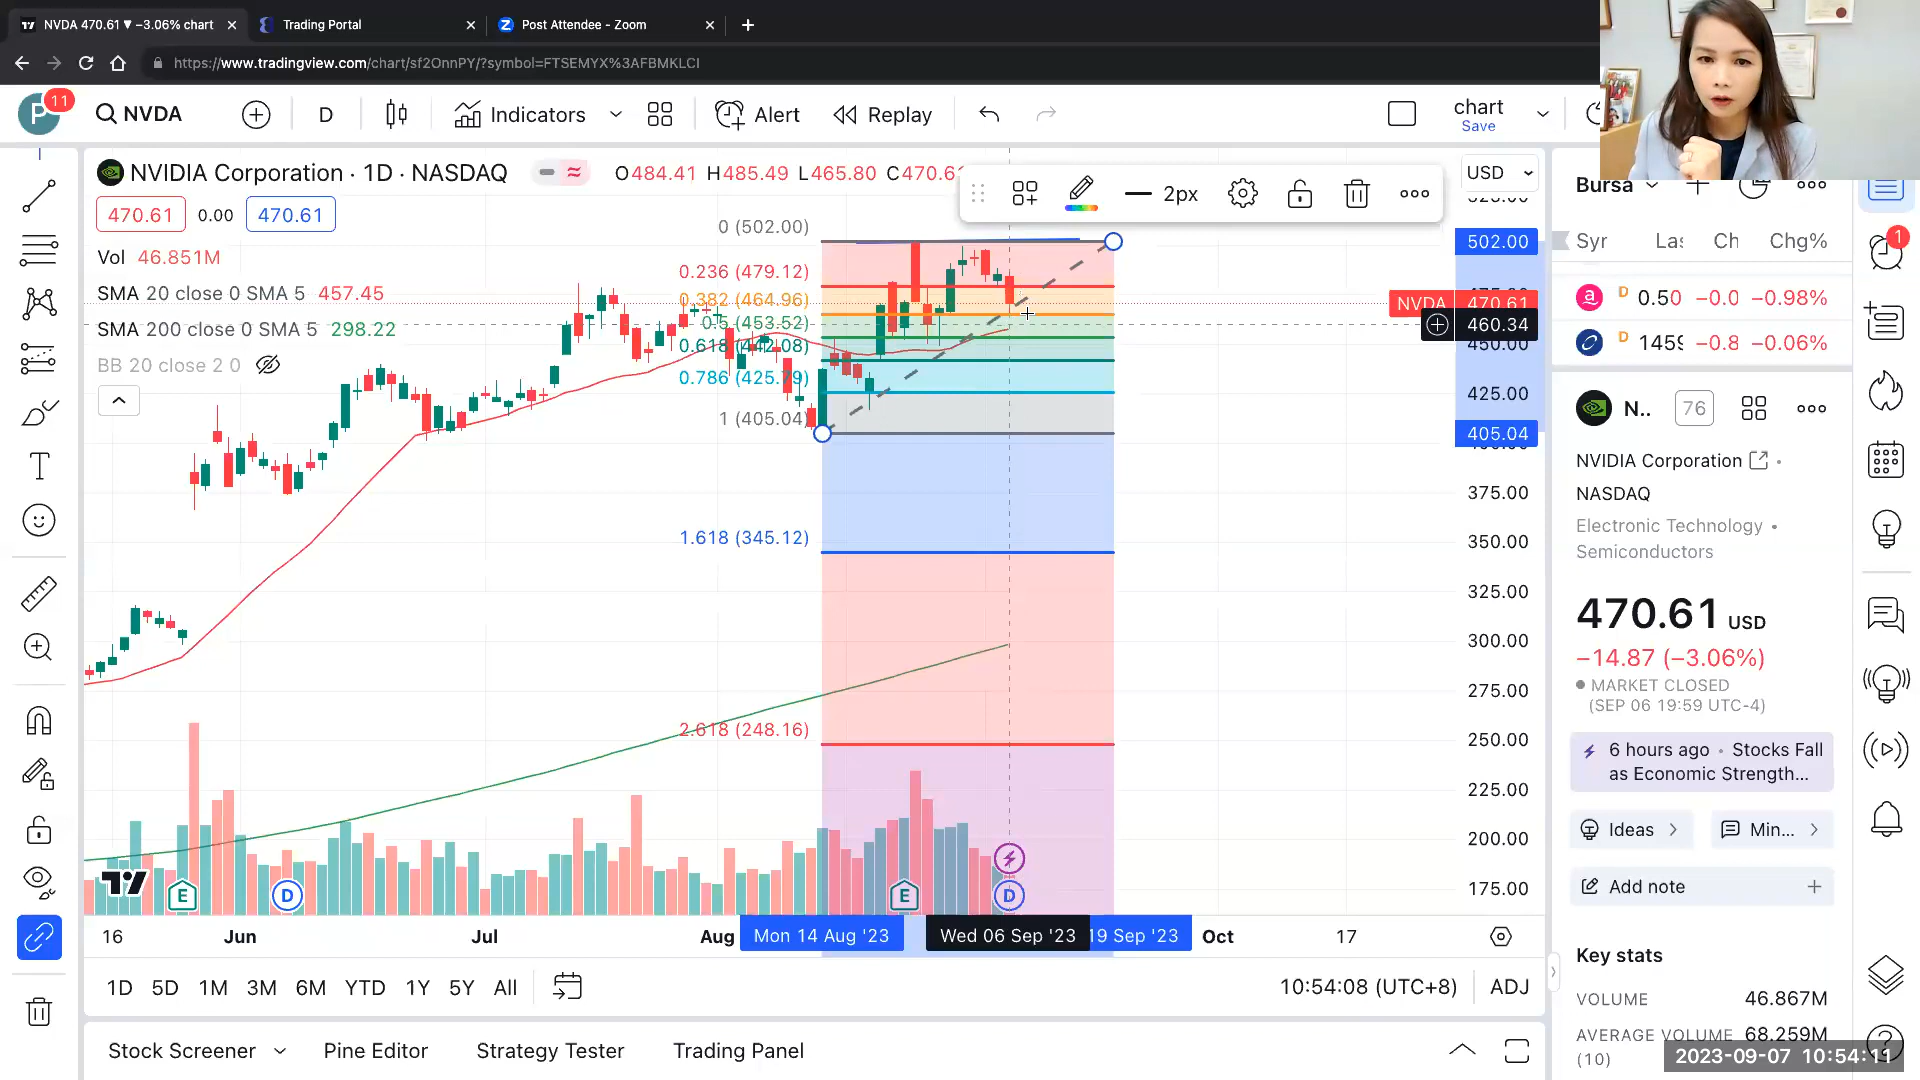 NVDA 470.61 ▼ −3.06% chart
Trading Portal
Post Attendee - Zoom
https://www.tradingview.com/chart/sf2OnnPY/?symbol=FTSEMYX%3AFBMKLCI
P
11
NVDA
D
Indicators
Alert
Replay
chart
Save
NVIDIA Corporation · 1D · NASDAQ
O484.41 H485.49 L465.80
470.61
0.00
470.61
Vol 46.851M
SMA 20 close 0 SMA 5 457.45
SMA 200 close 0 SMA 5 298.22
BB 20 close 2 0
2px
USD
0 (502.00)
0.236 (479.12)
0.382 (464.96)
0.5 (453.52)
0.618 (442.08)
0.786 (425.79)
1 (405.04)
1.618 (345.12)
2.618 (248.16)
502.00
NVDA 470.61
460.34
450.00
425.00
405.04
375.00
350.00
325.00
300.00
275.00
250.00
225.00
200.00
175.00
E
D
E
D
16
Jun
Jul
Aug
Mon 14 Aug '23
Wed 06 Sep '23
19 Sep '23
Oct
17
1D
5D
1M
3M
6M
YTD
1Y
5Y
All
10:54:08 (UTC+8)
ADJ
Stock Screener
Pine Editor
Strategy Tester
Trading Panel
Bursa
Chg%
D
−0.98%
D
−0.06%
N..
76
NVIDIA Corporation
NASDAQ
Electronic Technology •
Semiconductors
470.61 USD
−14.87 (−3.06%)
MARKET CLOSED
(SEP 06 19:59 UTC-4)
6 hours ago • Stocks Fall
as Economic Strength...
Ideas
Min...
Add note
Key stats
VOLUME 46.867M
AVERAGE VOLUME 68.259M
(10)
1
2023-09-07 10:54:11